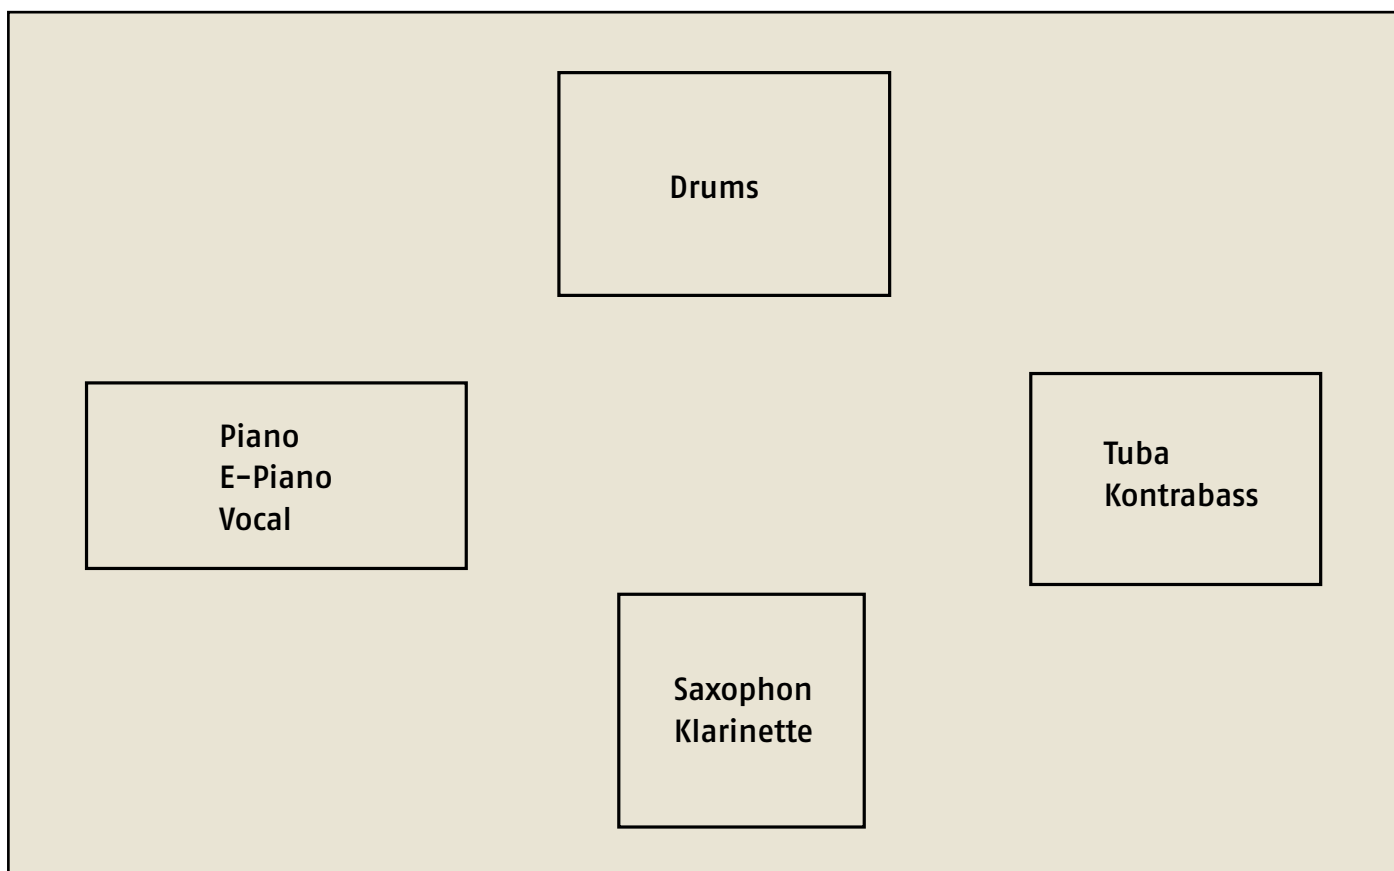 Drums
Piano
E-Piano
Vocal
Tuba
Kontrabass
Saxophon
Klarinette